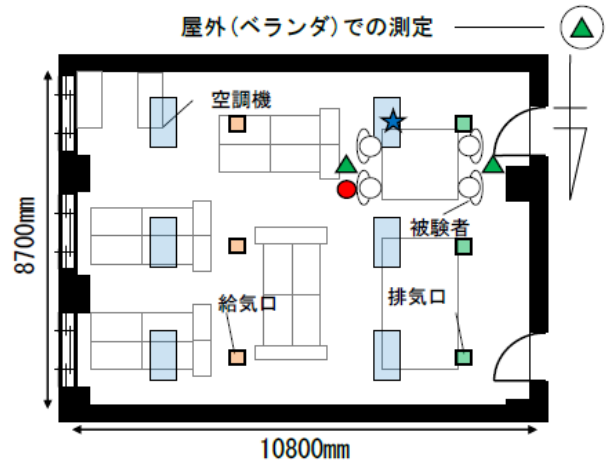 屋外(ベランダ)での測定
空調機
被験者
給気口
排気口
8700mm
10800mm